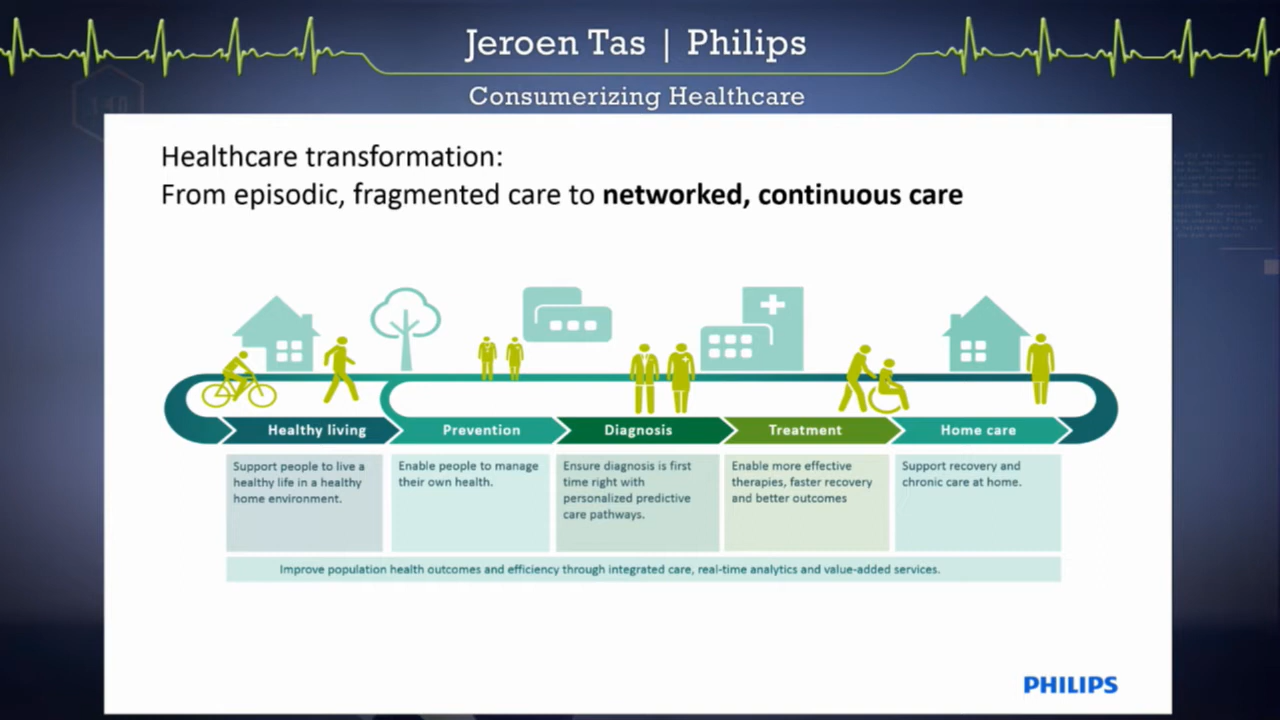 Jeroen Tas | Philips
Consumerizing Healthcare
Healthcare transformation:
From episodic, fragmented care to networked, continuous care
Healthy living
Prevention
Diagnosis
Treatment
Home care
Support people to live a
healthy life in a healthy
home environment.
Enable people to manage
their own health.
Ensure diagnosis is first
time right with
personalized predictive
care pathways.
Enable more effective
therapies, faster recovery
and better outcomes
Support recovery and
chronic care at home.
Improve population health outcomes and efficiency through integrated care, real-time analytics and value-added services.
PHILIPS